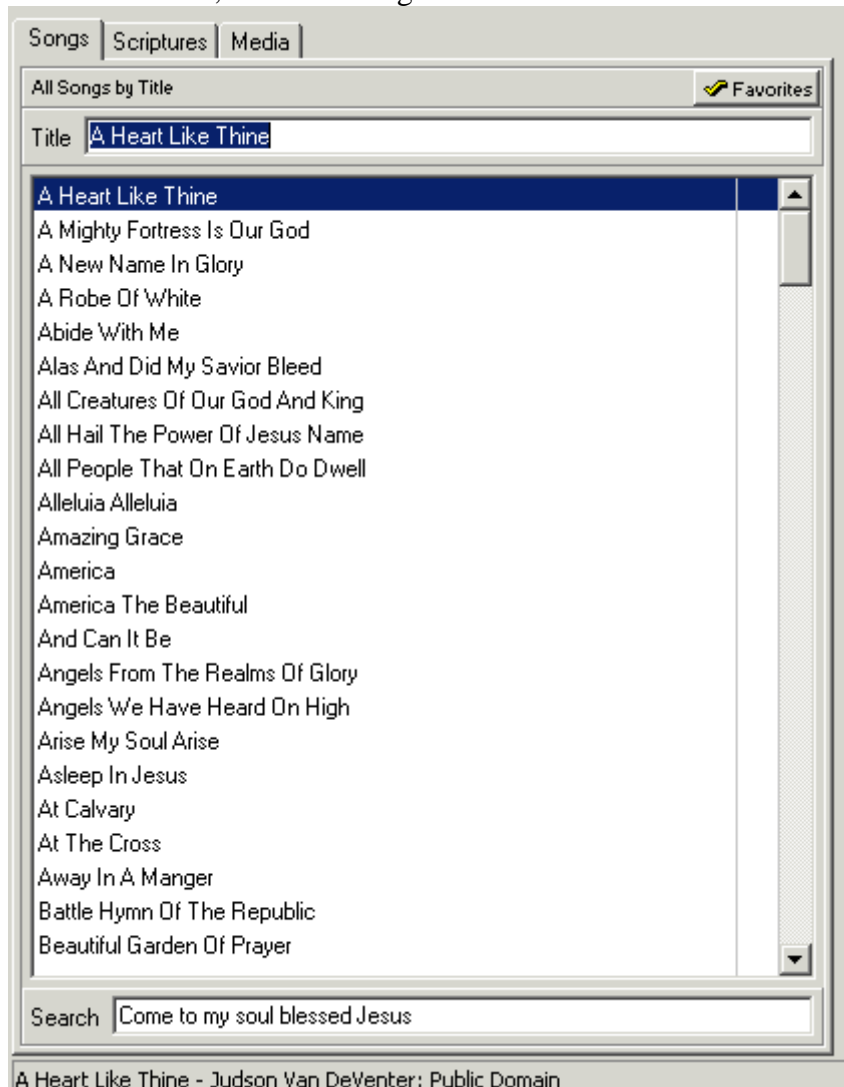 Songs Scriptures Media
All Songs by Title Favorites
Title A Heart Like Thine
A Heart Like Thine
A Mighty Fortress Is Our God
A New Name In Glory
A Robe Of White
Abide With Me
Alas And Did My Savior Bleed
All Creatures Of Our God And King
All Hail The Power Of Jesus Name
All People That On Earth Do Dwell
Alleluia Alleluia
Amazing Grace
America
America The Beautiful
And Can It Be
Angels From The Realms Of Glory
Angels We Have Heard On High
Arise My Soul Arise
Asleep In Jesus
At Calvary
At The Cross
Away In A Manger
Battle Hymn Of The Republic
Beautiful Garden Of Prayer
Search Come to my soul blessed Jesus
A Heart Like Thine - Judson Van DeVenter; Public Domain